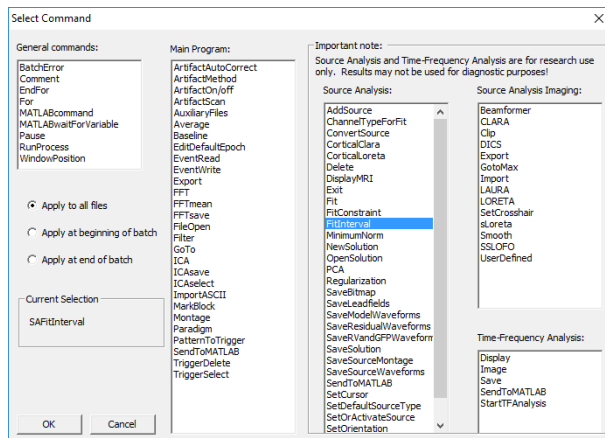 Select Command
General commands:
BatchError
Comment
EndFor
For
MATLABcommand
MATLABwaitForVariable
Pause
RunProcess
WindowPosition
Apply to all files
Apply at beginning of batch
Apply at end of batch
Current Selection
SAFitInterval
OK
Cancel
Main Program:
ArtifactAutoCorrect
ArtifactMethod
ArtifactOn/off
ArtifactScan
AuxiliaryFiles
Average
Baseline
EditDefaultEpoch
EventRead
EventWrite
Export
FFT
FFTmean
FFTsave
FileOpen
Filter
GoTo
ICA
ICAsave
ICAselect
ImportASCII
MarkBlock
Montage
Paradigm
PatternToTrigger
SendToMATLAB
TriggerDelete
TriggerSelect
Important note:
Source Analysis and Time-Frequency Analysis are for research use
only. Results may not be used for diagnostic purposes!
Source Analysis:
AddSource
ChannelTypeForFit
ConvertSource
CorticalClara
CorticalLoreta
Delete
DisplayMRI
Exit
Fit
FitConstraint
FitInterval
MinimumNorm
NewSolution
OpenSolution
PCA
Regularization
SaveBitmap
SaveLeadfields
SaveModelWaveforms
SaveResidualWaveforms
SaveRVandGFPWaveform
SaveSolution
SaveSourceMontage
SaveSourceWaveforms
SendToMATLAB
SetCursor
SetDefaultSourceType
SetOrActivateSource
SetOrientation
Source Analysis Imaging:
Beamformer
CLARA
Clip
DICS
Export
GotoMax
Import
LAURA
LORETA
SetCrosshair
sLoreta
Smooth
SSLOFO
UserDefined
Time-Frequency Analysis:
Display
Image
Save
SendToMATLAB
StartTFAnalysis